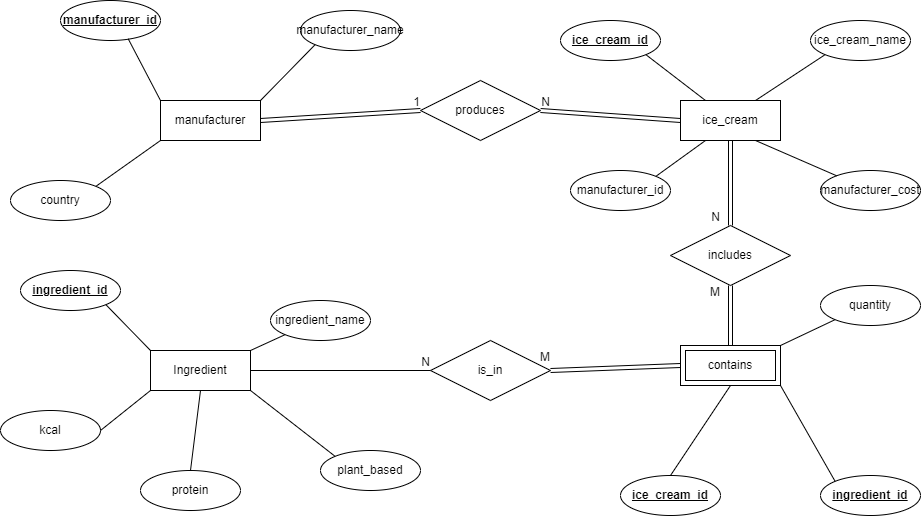 manufacturer_id
manufacturer_name
ice_cream_id
ice_cream_name
manufacturer
1
produces
N
ice_cream
country
manufacturer_id
manufacturer_cost
N
includes
M
ingredient_id
ingredient_name
quantity
Ingredient
N
is_in
M
contains
kcal
protein
plant_based
ice_cream_id
ingredient_id